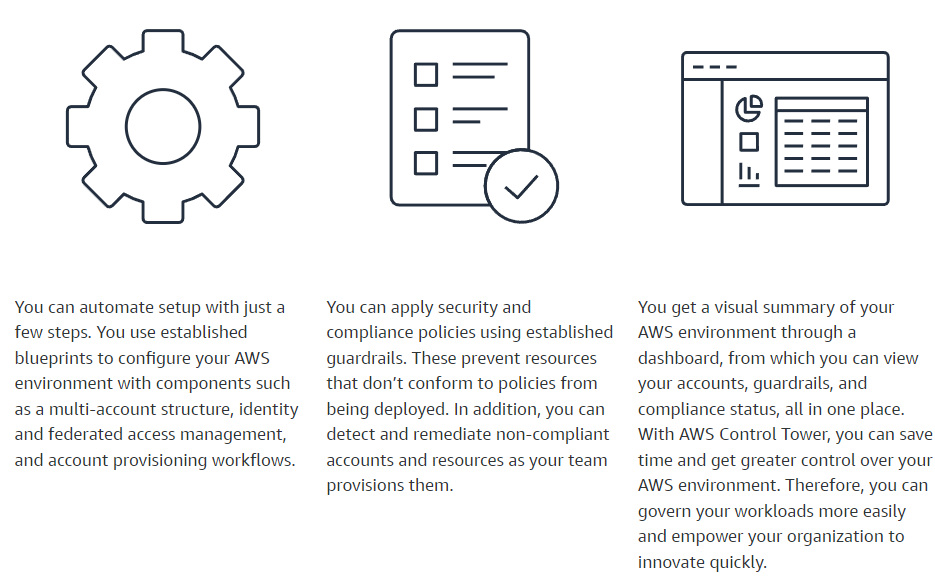 You can automate setup with just a
few steps. You use established
blueprints to configure your AWS
environment with components such
as a multi-account structure, identity
and federated access management,
and account provisioning workflows.
You can apply security and
compliance policies using established
guardrails. These prevent resources
that don’t conform to policies from
being deployed. In addition, you can
detect and remediate non-compliant
accounts and resources as your team
provisions them.
You get a visual summary of your
AWS environment through a
dashboard, from which you can view
your accounts, guardrails, and
compliance status, all in one place.
With AWS Control Tower, you can save
time and get greater control over your
AWS environment. Therefore, you can
govern your workloads more easily
and empower your organization to
innovate quickly.